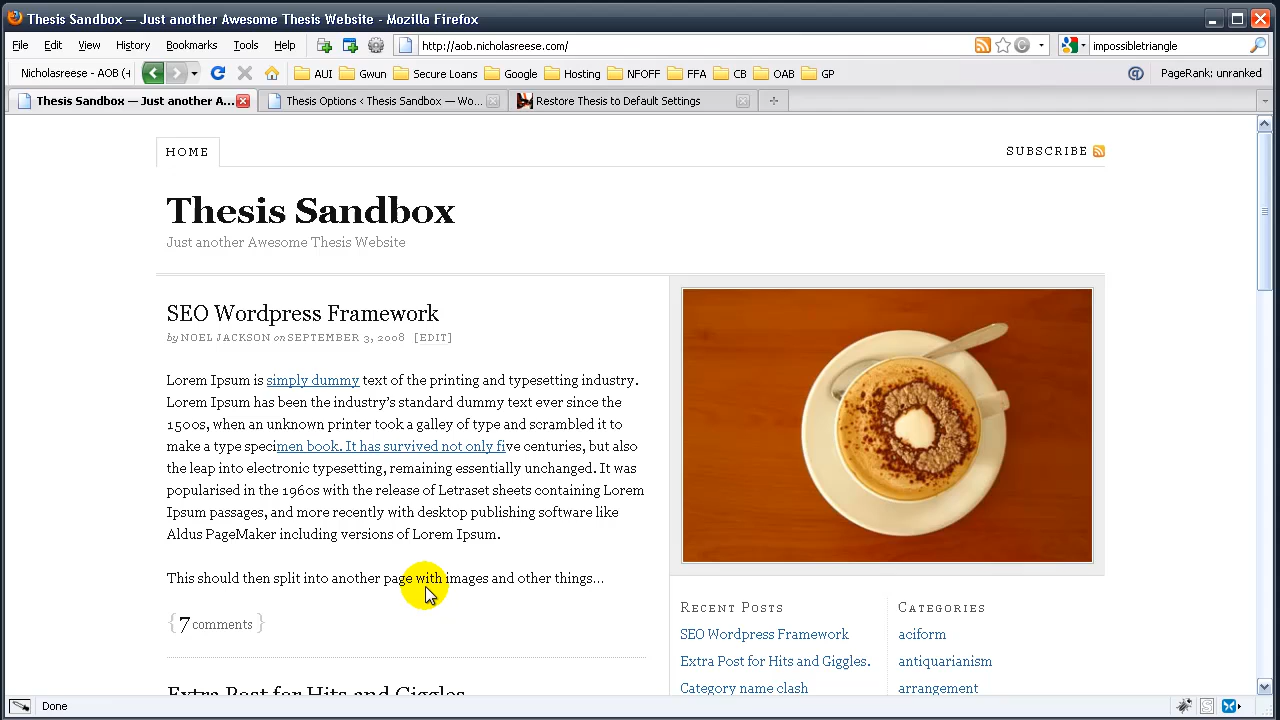 Thesis Sandbox — Just another Awesome Thesis Website - Mozilla Firefox
File Edit View History Bookmarks Tools Help
http://aob.nicholasreese.com/
impossibletriangle
Nicholasreese - AOB (+
AUI Gwun Secure Loans Google Hosting NFOFF FFA CB OAB GP
PageRank: unranked
Thesis Sandbox — Just another A...
Thesis Options ‹ Thesis Sandbox — Wo...
Restore Thesis to Default Settings
HOME
SUBSCRIBE
Thesis Sandbox
Just another Awesome Thesis Website
SEO Wordpress Framework
by NOEL JACKSON on SEPTEMBER 3, 2008 [EDIT]
Lorem Ipsum is simply dummy text of the printing and typesetting industry.
Lorem Ipsum has been the industry's standard dummy text ever since the
1500s, when an unknown printer took a galley of type and scrambled it to
make a type specimen book. It has survived not only five centuries, but also
the leap into electronic typesetting, remaining essentially unchanged. It was
popularised in the 1960s with the release of Letraset sheets containing Lorem
Ipsum passages, and more recently with desktop publishing software like
Aldus PageMaker including versions of Lorem Ipsum.
This should then split into another page with images and other things...
{ 7 comments }
Extra Post for Hits and Giggles.
Recent Posts
SEO Wordpress Framework
Extra Post for Hits and Giggles.
Category name clash
Categories
aciform
antiquarianism
arrangement
Done